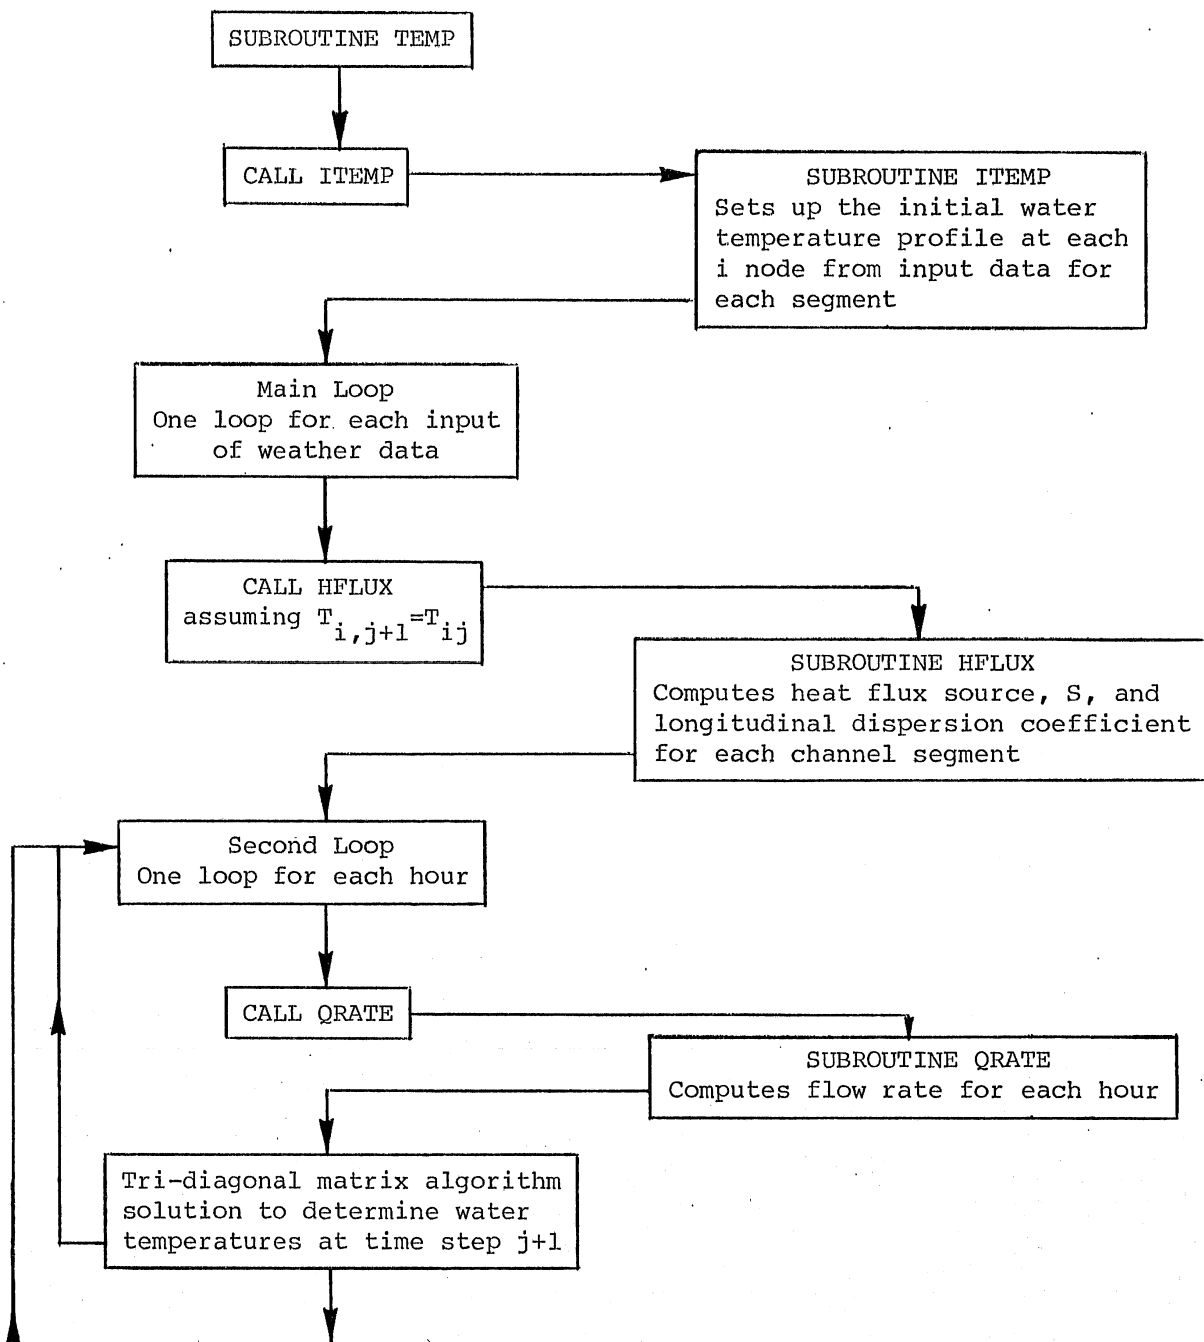 SUBROUTINE TEMP
CALL ITEMP
SUBROUTINE ITEMP
Sets up the initial water
temperature profile at each
i node from input data for
each segment
Main Loop
One loop for each input
of weather data
CALL HFLUX
assuming T_{i,j+1}=T_{ij}
SUBROUTINE HFLUX
Computes heat flux source, S, and
longitudinal dispersion coefficient
for each channel segment
Second Loop
One loop for each hour
CALL QRATE
SUBROUTINE QRATE
Computes flow rate for each hour
Tri-diagonal matrix algorithm
solution to determine water
temperatures at time step j+1